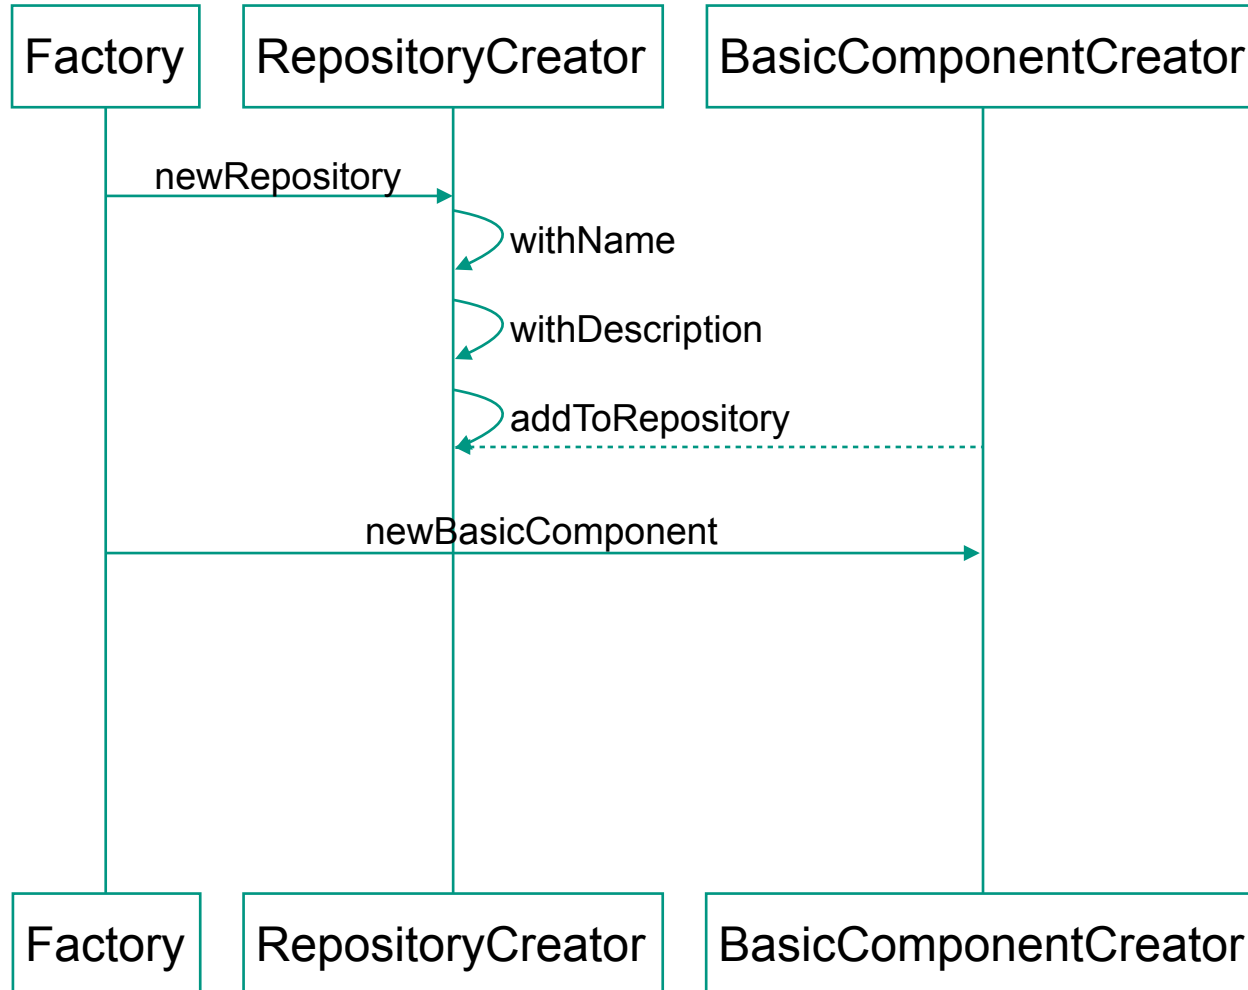 Factory
RepositoryCreator
BasicComponentCreator
newRepository
withName
withDescription
addToRepository
newBasicComponent
Factory
RepositoryCreator
BasicComponentCreator